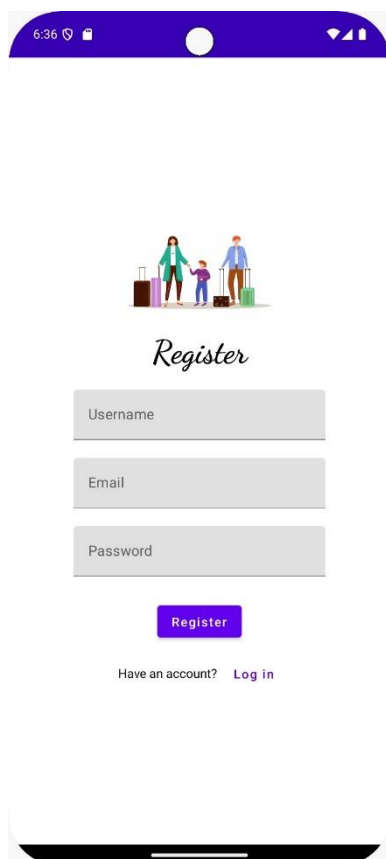 6:36
Register
Username
Email
Password
Register
Have an account? Log in